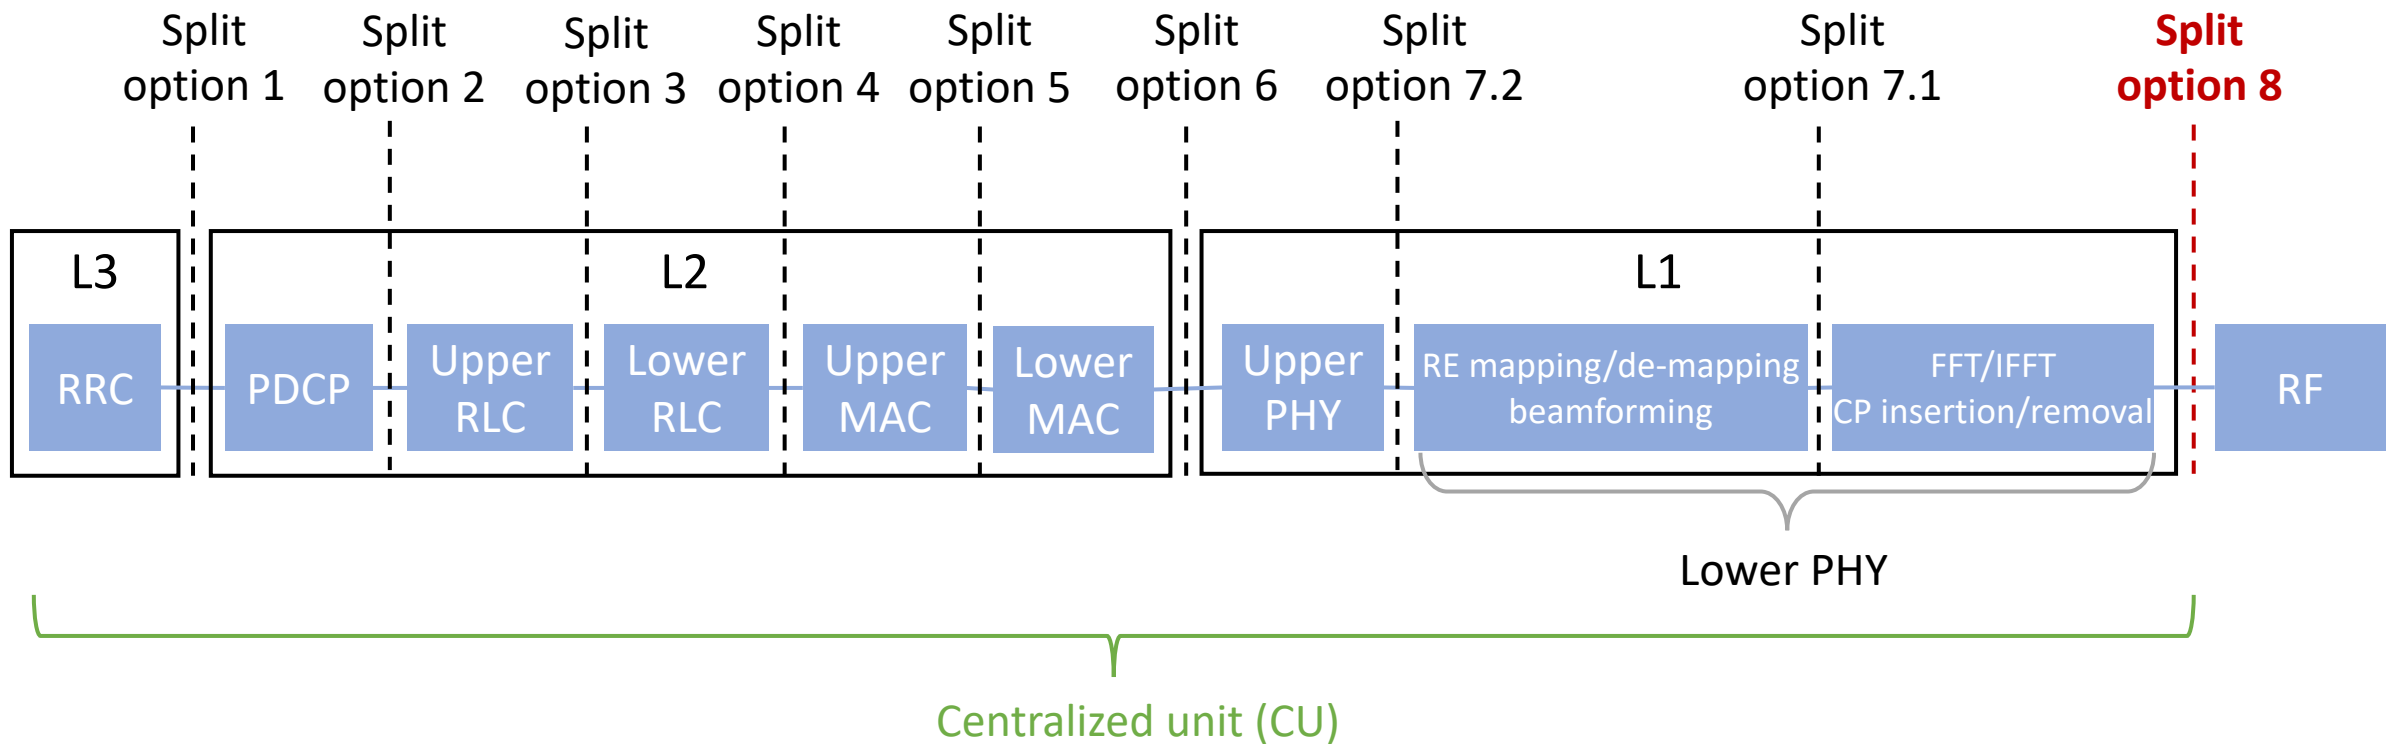 Split
option 1
Split
option 2
Split
option 3
Split
option 4
Split
option 5
Split
option 6
Split
option 7.2
Split
option 7.1
Split
option 8
L3
L2
L1
RRC
PDCP
Upper
RLC
Lower
RLC
Upper
MAC
Lower
MAC
Upper
PHY
RE mapping/de-mapping
beamforming
FFT/IFFT
CP insertion/removal
RF
Lower PHY
Centralized unit (CU)